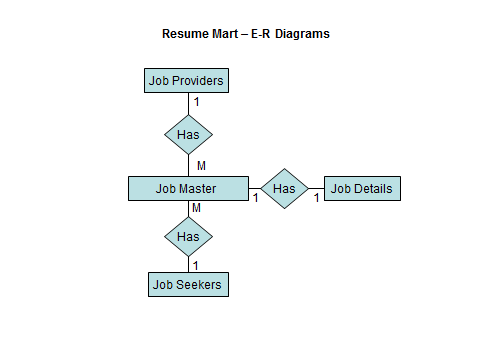 Resume Mart – E-R Diagrams
Job Providers
1
Has
M
Job Master
1
Has
1
Job Details
M
Has
1
Job Seekers